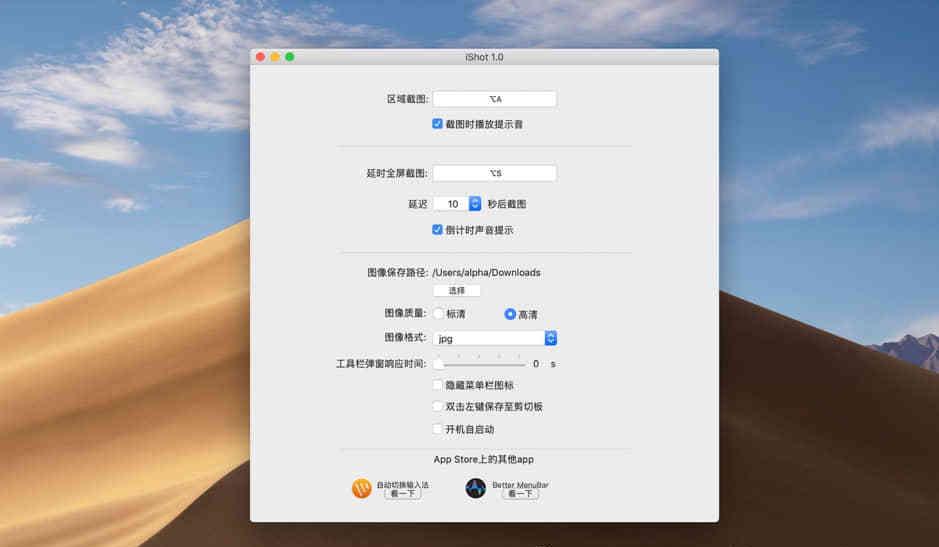 iShot 1.0
区域截图: ⌥A
截图时播放提示音
延时全屏截图: ⌥S
延迟 10 秒后截图
倒计时声音提示
图像保存路径: /Users/alpha/Downloads
选择
图像质量: 标清 高清
图像格式: jpg
工具栏弹窗响应时间: 0 s
隐藏菜单栏图标
双击左键保存至剪切板
开机自启动
App Store上的其他app
自动切换输入法 Better MenuBar
看一下 看一下